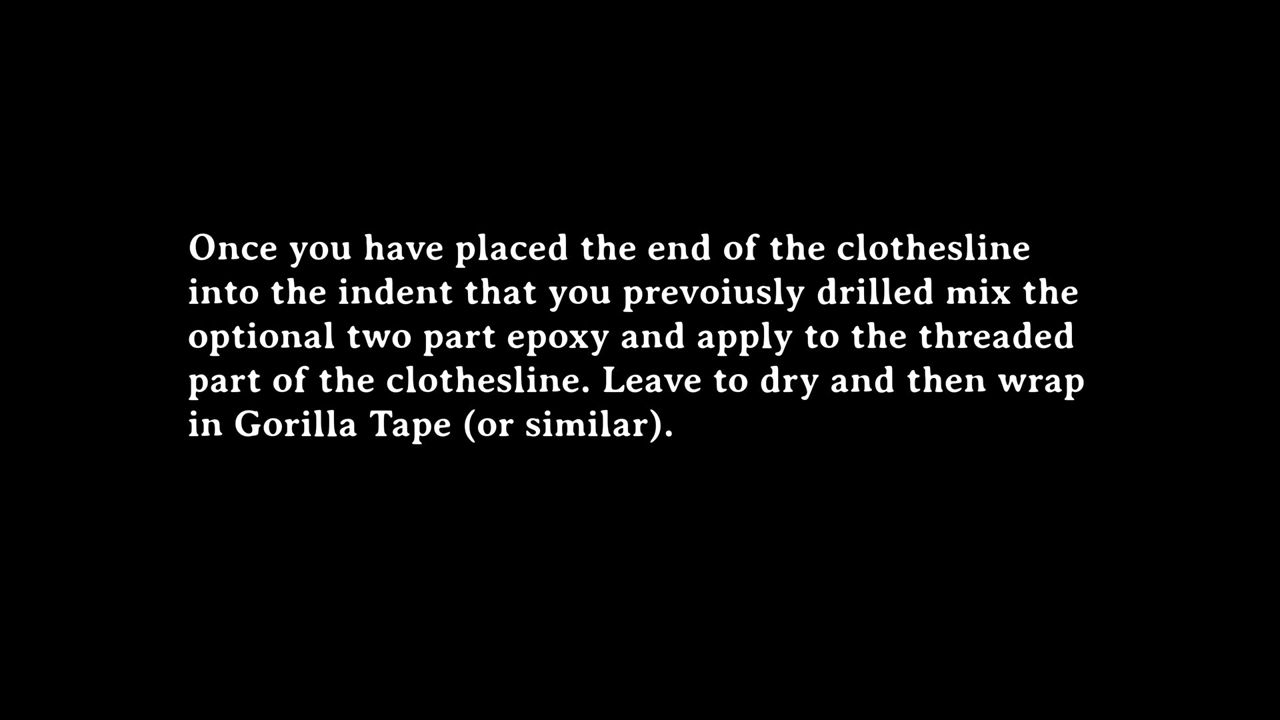 Once you have placed the end of the clothesline
into the indent that you prevoiusly drilled mix the
optional two part epoxy and apply to the threaded
part of the clothesline. Leave to dry and then wrap
in Gorilla Tape (or similar).